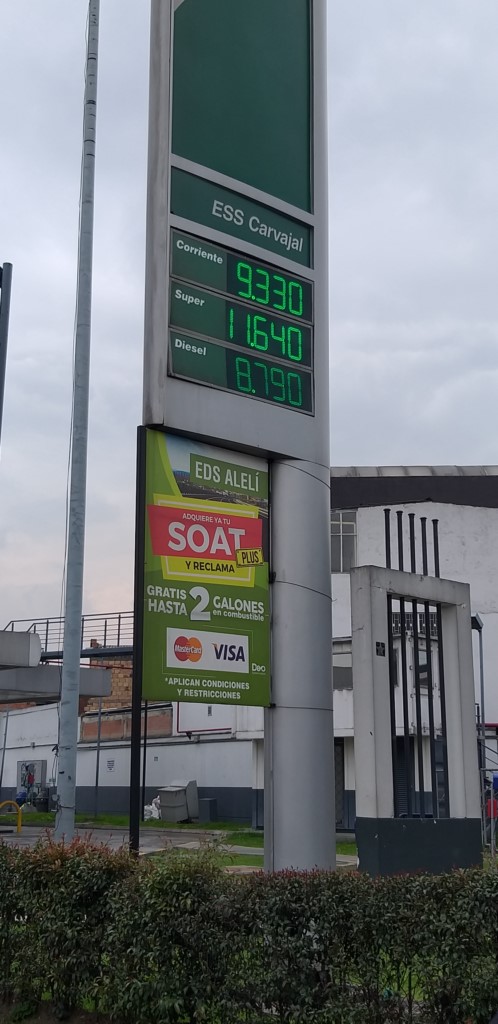 ESS Carvajal
Corriente 9.330
Super 11.640
Diesel 8.790
EDS ALELÍ
ADQUIERE YA TU
SOAT
PLUS
Y RECLAMA
GRATIS HASTA 2 GALONES
en combustible
MasterCard VISA
*APLICAN CONDICIONES
Y RESTRICCIONES